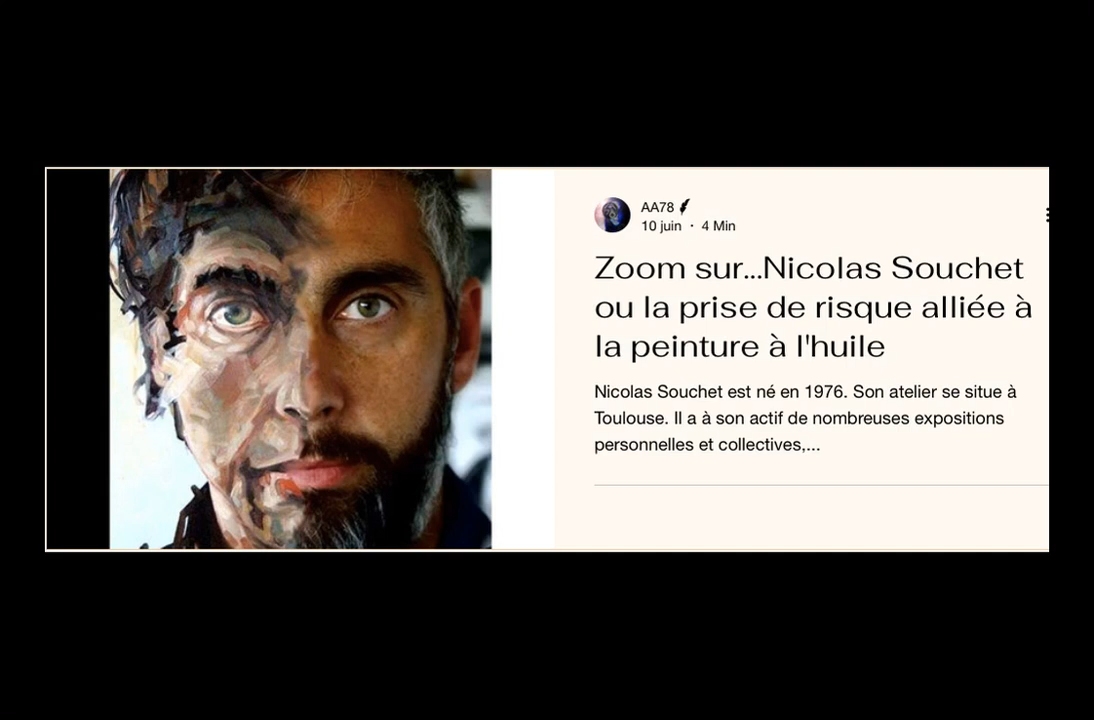 AA78
10 juin · 4 Min
Zoom sur...Nicolas Souchet
ou la prise de risque alliée à
la peinture à l'huile
Nicolas Souchet est né en 1976. Son atelier se situe à
Toulouse. Il a à son actif de nombreuses expositions
personnelles et collectives,...